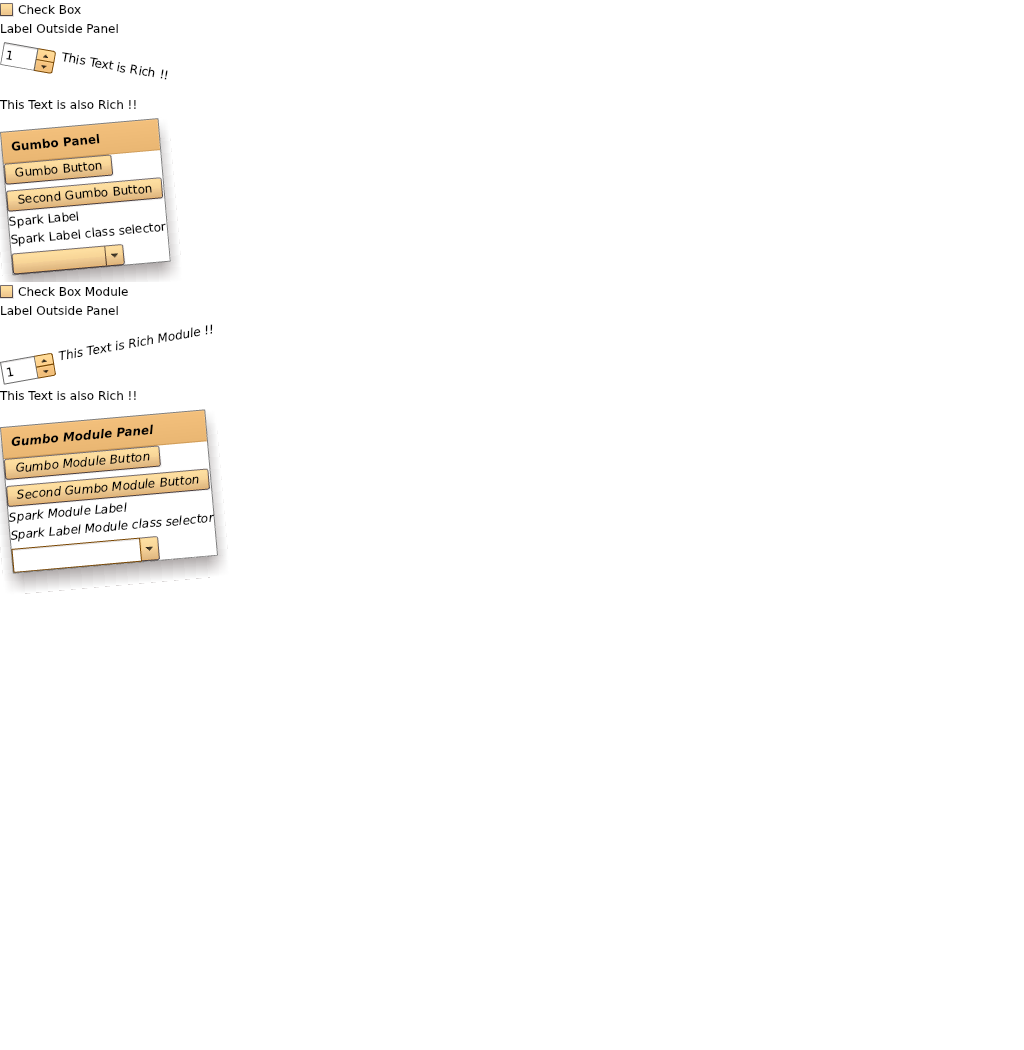 Check Box
Label Outside Panel
1 This Text is Rich !!
This Text is also Rich !!
Gumbo Panel
Gumbo Button
Second Gumbo Button
Spark Label
Spark Label class selector
Check Box Module
Label Outside Panel
This Text is Rich Module !!
1
This Text is also Rich !!
Gumbo Module Panel
Gumbo Module Button
Second Gumbo Module Button
Spark Module Label
Spark Label Module class selector